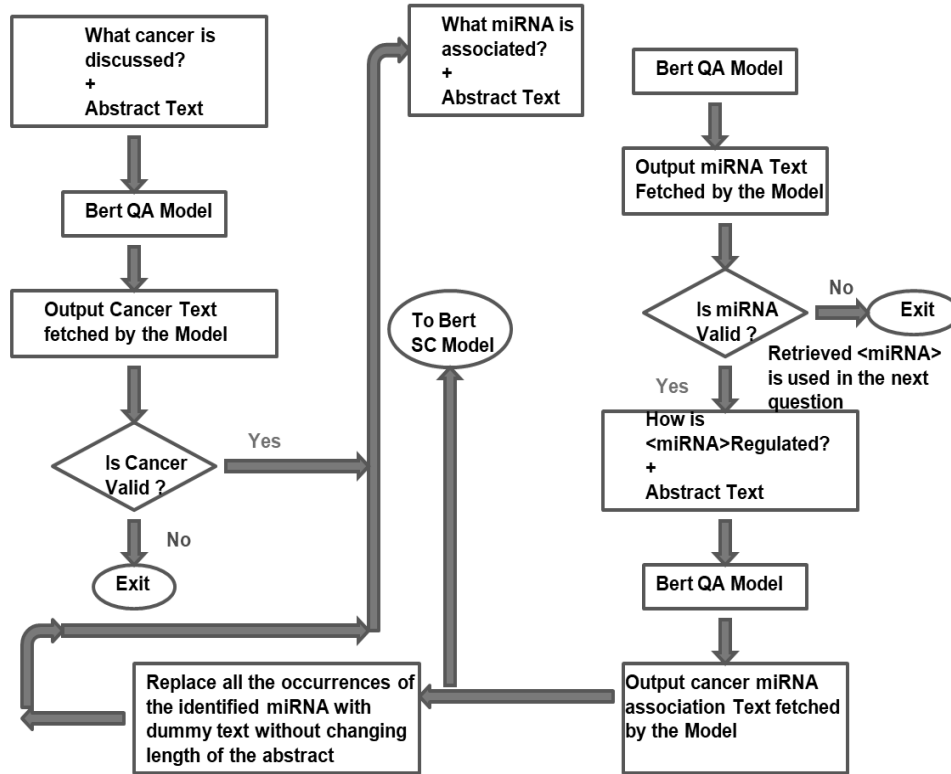 What cancer is
discussed?
+
Abstract Text
Bert QA Model
Output Cancer Text
fetched by the Model
Is Cancer
Valid ?
Yes
No
Exit
What miRNA is
associated?
+
Abstract Text
Bert QA Model
Output miRNA Text
Fetched by the Model
Is miRNA
Valid ?
No
Exit
Retrieved <miRNA>
is used in the next
question
Yes
How is
<miRNA>Regulated?
+
Abstract Text
Bert QA Model
Output cancer miRNA
association Text fetched
by the Model
To Bert
SC Model
Replace all the occurrences of
the identified miRNA with
dummy text without changing
length of the abstract